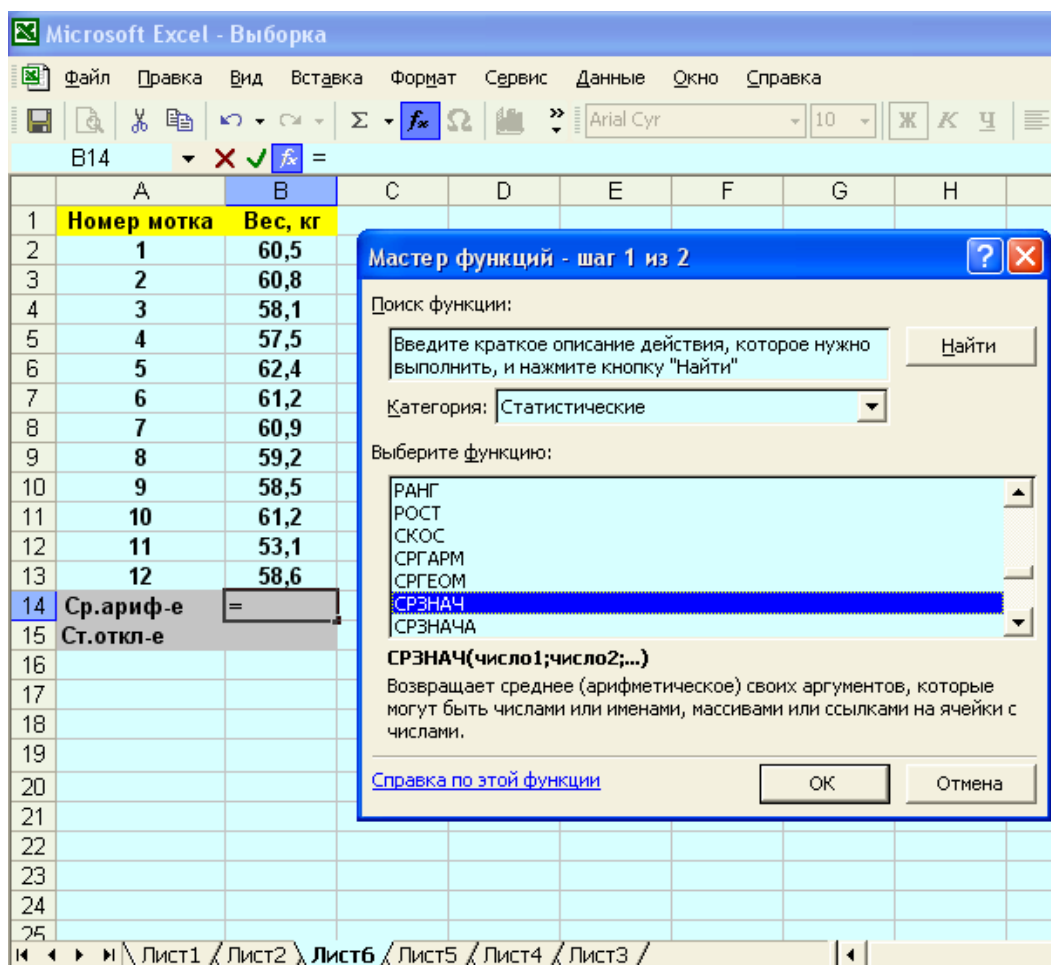 Microsoft Excel - Выборка
Файл Правка Вид Вставка Формат Сервис Данные Окно Справка
Σ fx Ω » Arial Cyr 10 Ж К Ч
B14 fx =
A B C D E F G H
1 Номер мотка Вес, кг
2 1 60,5
3 2 60,8
4 3 58,1
5 4 57,5
6 5 62,4
7 6 61,2
8 7 60,9
9 8 59,2
10 9 58,5
11 10 61,2
12 11 53,1
13 12 58,6
14 Ср.ариф-е =
15 Ст.откл-е
16
17
18
19
20
21
22
23
24
25
Мастер функций - шаг 1 из 2
Поиск функции:
Введите краткое описание действия, которое нужно
выполнить, и нажмите кнопку "Найти"
Найти
Категория: Статистические
Выберите функцию:
РАНГ
РОСТ
СКОС
СРГАРМ
СРГЕОМ
СРЗНАЧ
СРЗНАЧА
СРЗНАЧ(число1;число2;...)
Возвращает среднее (арифметическое) своих аргументов, которые
могут быть числами или именами, массивами или ссылками на ячейки с
числами.
Справка по этой функции
ОК Отмена
Лист1 Лист2 Лист6 Лист5 Лист4 Лист3